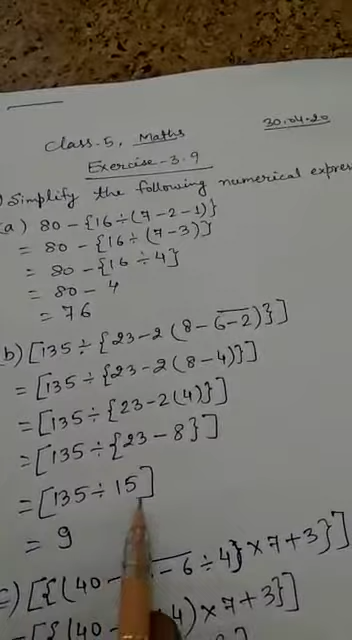 30.04.20
Class.5, Maths
Exercise-3.9
Simplify the following numerical expres
(a) 80 - {16÷(7-2-1)}
= 80 - {16÷(7-3)}
= 80 - {16÷4}
= 80 - 4
= 76
(b) [135÷{23-2(8-6-2)}]
= [135÷{23-2(8-4)}]
= [135÷{23-2(4)}]
= [135÷{23-8}]
= [135÷15]
= 9
c) [{(40- -6÷4}×7+3}]
= [{(40- 4)×7+3}]